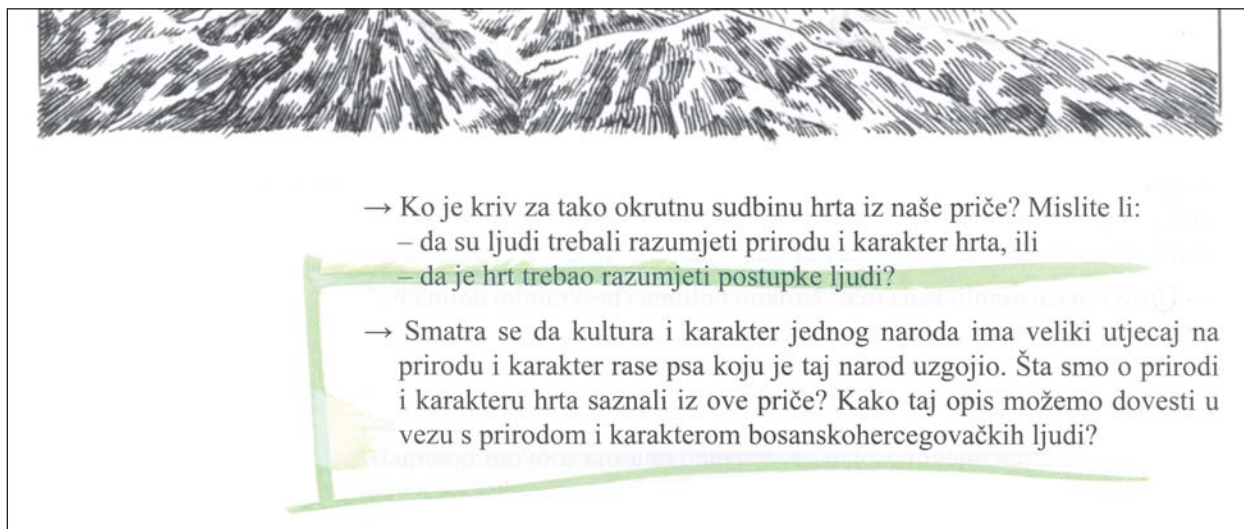 → Ko je kriv za tako okrutnu sudbinu hrta iz naše priče? Mislite li:
– da su ljudi trebali razumjeti prirodu i karakter hrta, ili
– da je hrt trebao razumjeti postupke ljudi?
→ Smatra se da kultura i karakter jednog naroda ima veliki utjecaj na
prirodu i karakter rase psa koju je taj narod uzgojio. Šta smo o prirodi
i karakteru hrta saznali iz ove priče? Kako taj opis možemo dovesti u
vezu s prirodom i karakterom bosanskohercegovačkih ljudi?